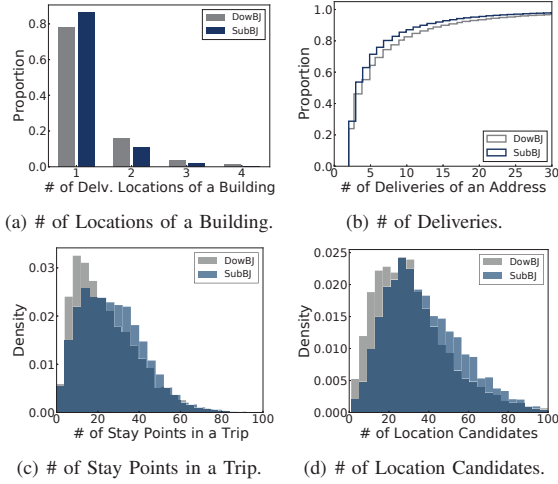 Proportion
0.8
0.6
0.4
0.2
0.0
DowBJ
SubBJ
1 2 3 4
# of Delv. Locations of a Building
(a) # of Locations of a Building.
Proportion
1.0
0.8
0.6
0.4
0.2
0.0
DowBJ
SubBJ
0 5 10 15 20 25 30
# of Deliveries of an Address
(b) # of Deliveries.
Density
0.03
0.02
0.01
0.00
DowBJ
SubBJ
0 20 40 60 80 100
# of Stay Points in a Trip
(c) # of Stay Points in a Trip.
Density
0.025
0.020
0.015
0.010
0.005
0.000
DowBJ
SubBJ
0 20 40 60 80 100
# of Location Candidates
(d) # of Location Candidates.